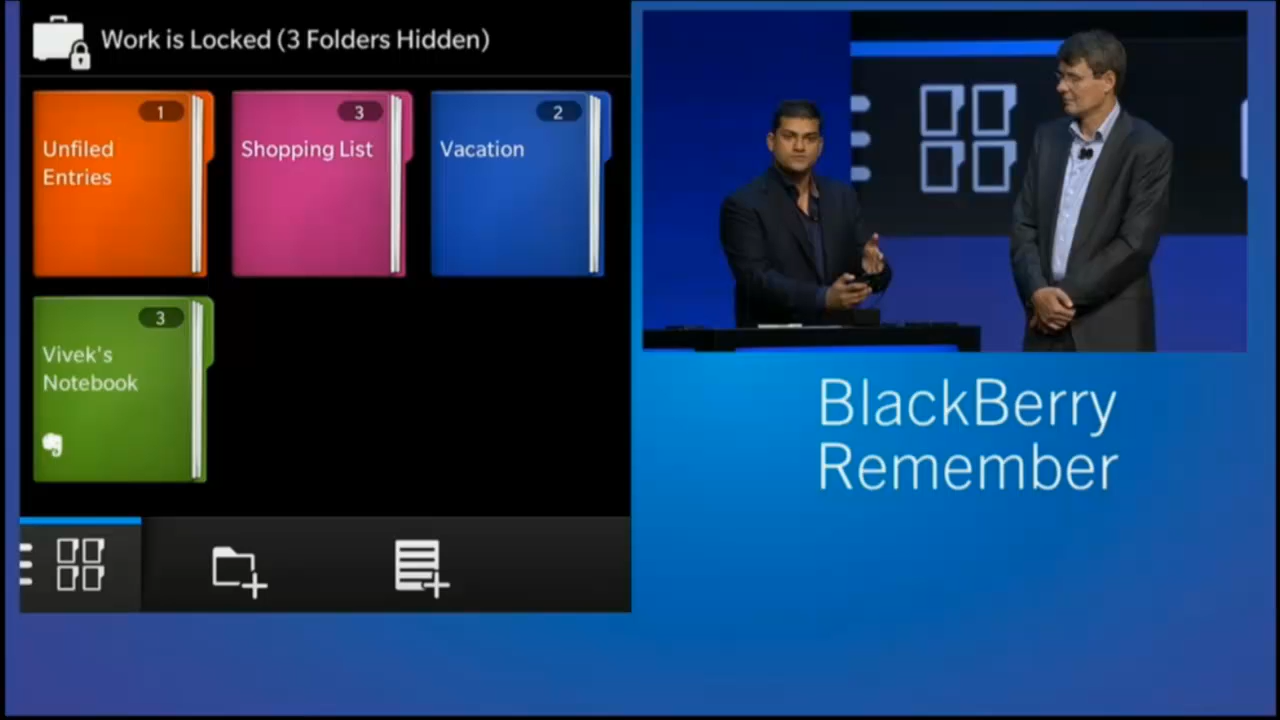 Work is Locked (3 Folders Hidden)
1
Unfiled
Entries
3
Shopping List
2
Vacation
3
Vivek's
Notebook
BlackBerry
Remember